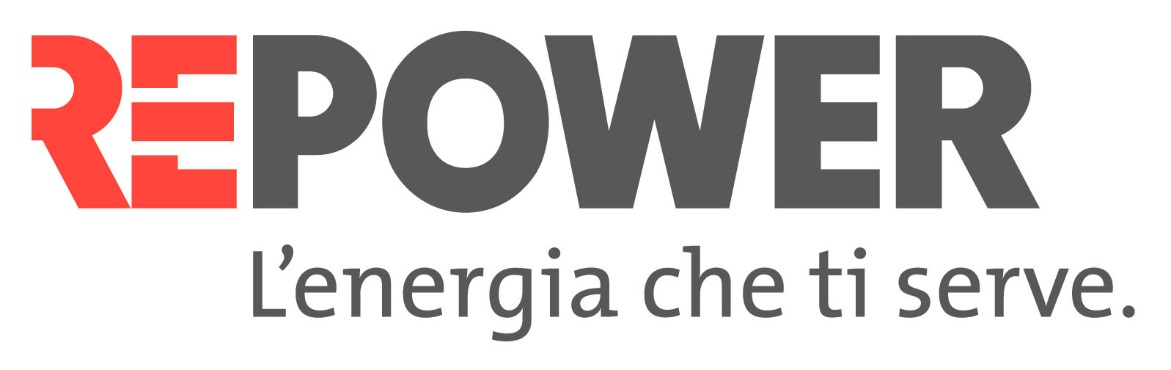 REPOWER
L’energia che ti serve.